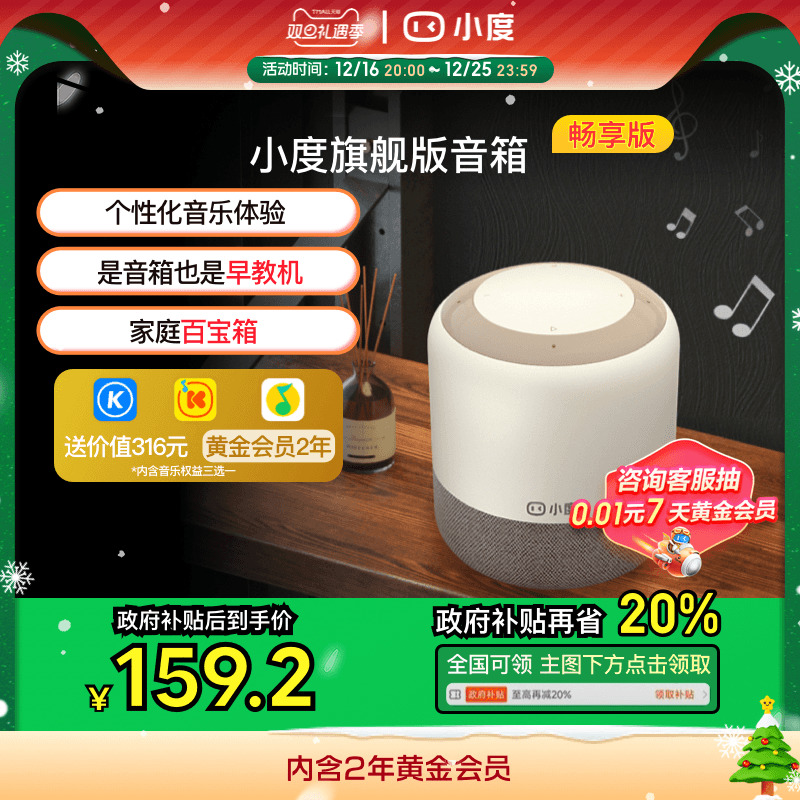 TMALL天猫
双旦礼遇季
小度
活动时间：12/16 20:00~12/25 23:59
小度旗舰版音箱
畅享版
个性化音乐体验
是音箱也是早教机
家庭百宝箱
送价值316元 黄金会员2年
*内含音乐权益三选一
小度
咨询客服抽
0.01元7天黄金会员
政府补贴后到手价
¥159.2
政府补贴再省 20%
全国可领 主图下方点击领取
政府补贴 至高再减20% 领取补贴
内含2年黄金会员